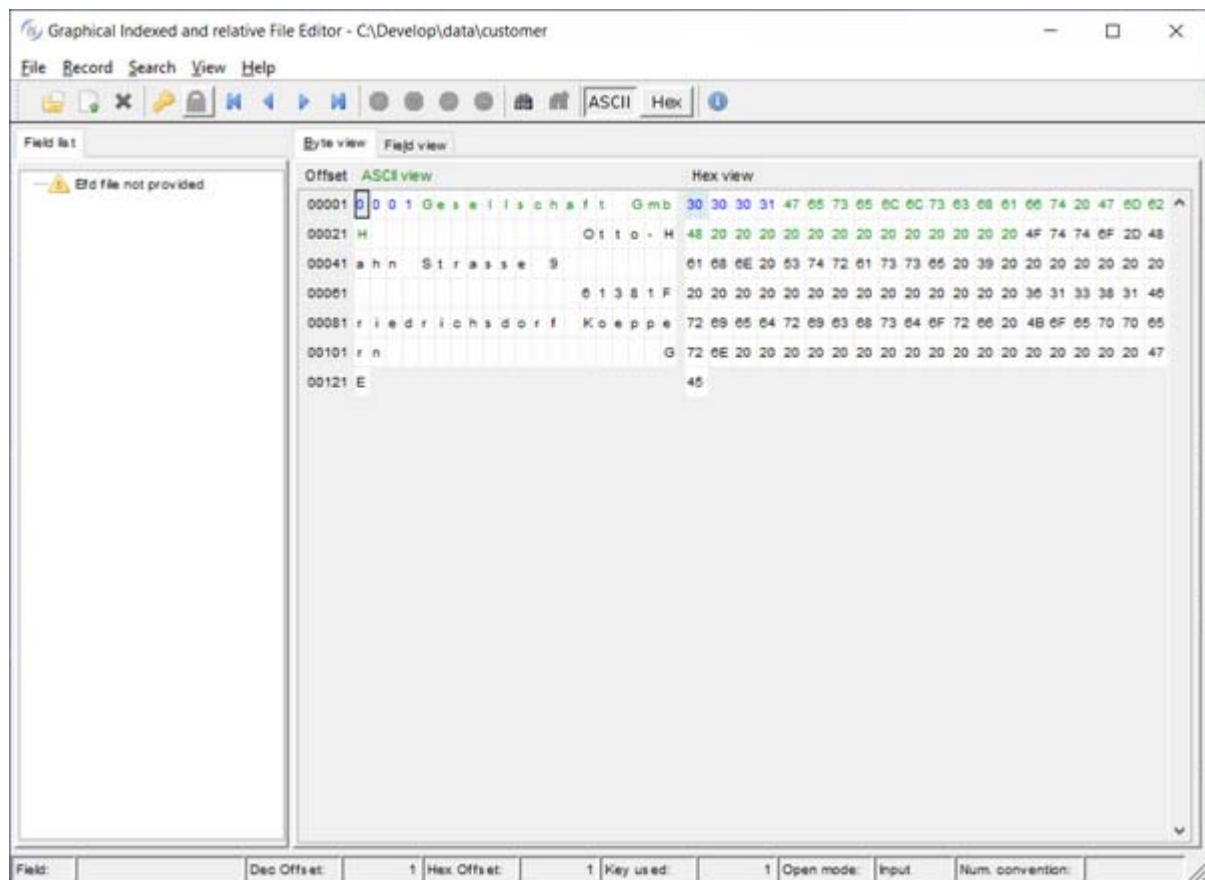 Graphical Indexed and relative File Editor - C:\Develop\data\customer
File Record Search View Help
ASCII Hex
Field list
Byte view Field view
Efd file not provided
Offset ASCII view Hex view
00001 0 0 0 1 G e s e l l s c h a f t G m b 30 30 30 31 47 65 73 65 6C 6C 73 63 68 61 66 74 20 47 6D 62
00021 H O t t o - H 48 20 20 20 20 20 20 20 20 20 20 20 20 20 4F 74 74 6F 2D 48
00041 a h n S t r a s s e 9 61 68 6E 20 53 74 72 61 73 73 65 20 39 20 20 20 20 20 20 20
00061 6 1 3 8 1 F 20 20 20 20 20 20 20 20 20 20 20 20 20 20 36 31 33 38 31 46
00081 r i e d r i c h s d o r f K o e p p e 72 69 65 64 72 69 63 68 73 64 6F 72 66 20 4B 6F 65 70 70 65
00101 r n G 72 6E 20 20 20 20 20 20 20 20 20 20 20 20 20 20 20 20 20 47
00121 E 45
Field: Dec Offset: 1 Hex Offset: 1 Key used: 1 Open mode: Input Num. convention: